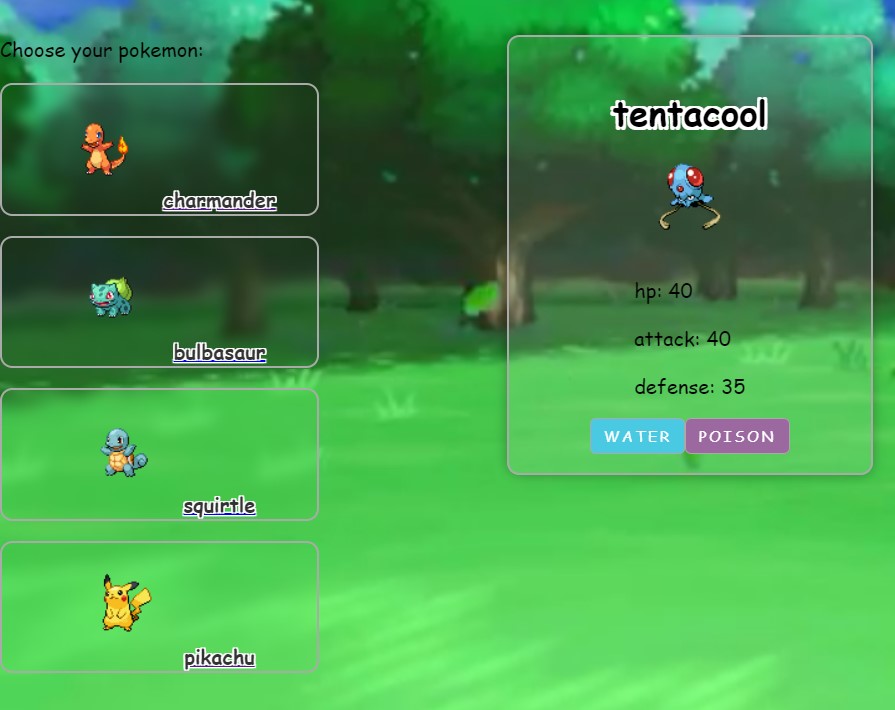 Choose your pokemon:
charmander
bulbasaur
squirtle
pikachu
tentacool
hp: 40
attack: 40
defense: 35
WATER POISON